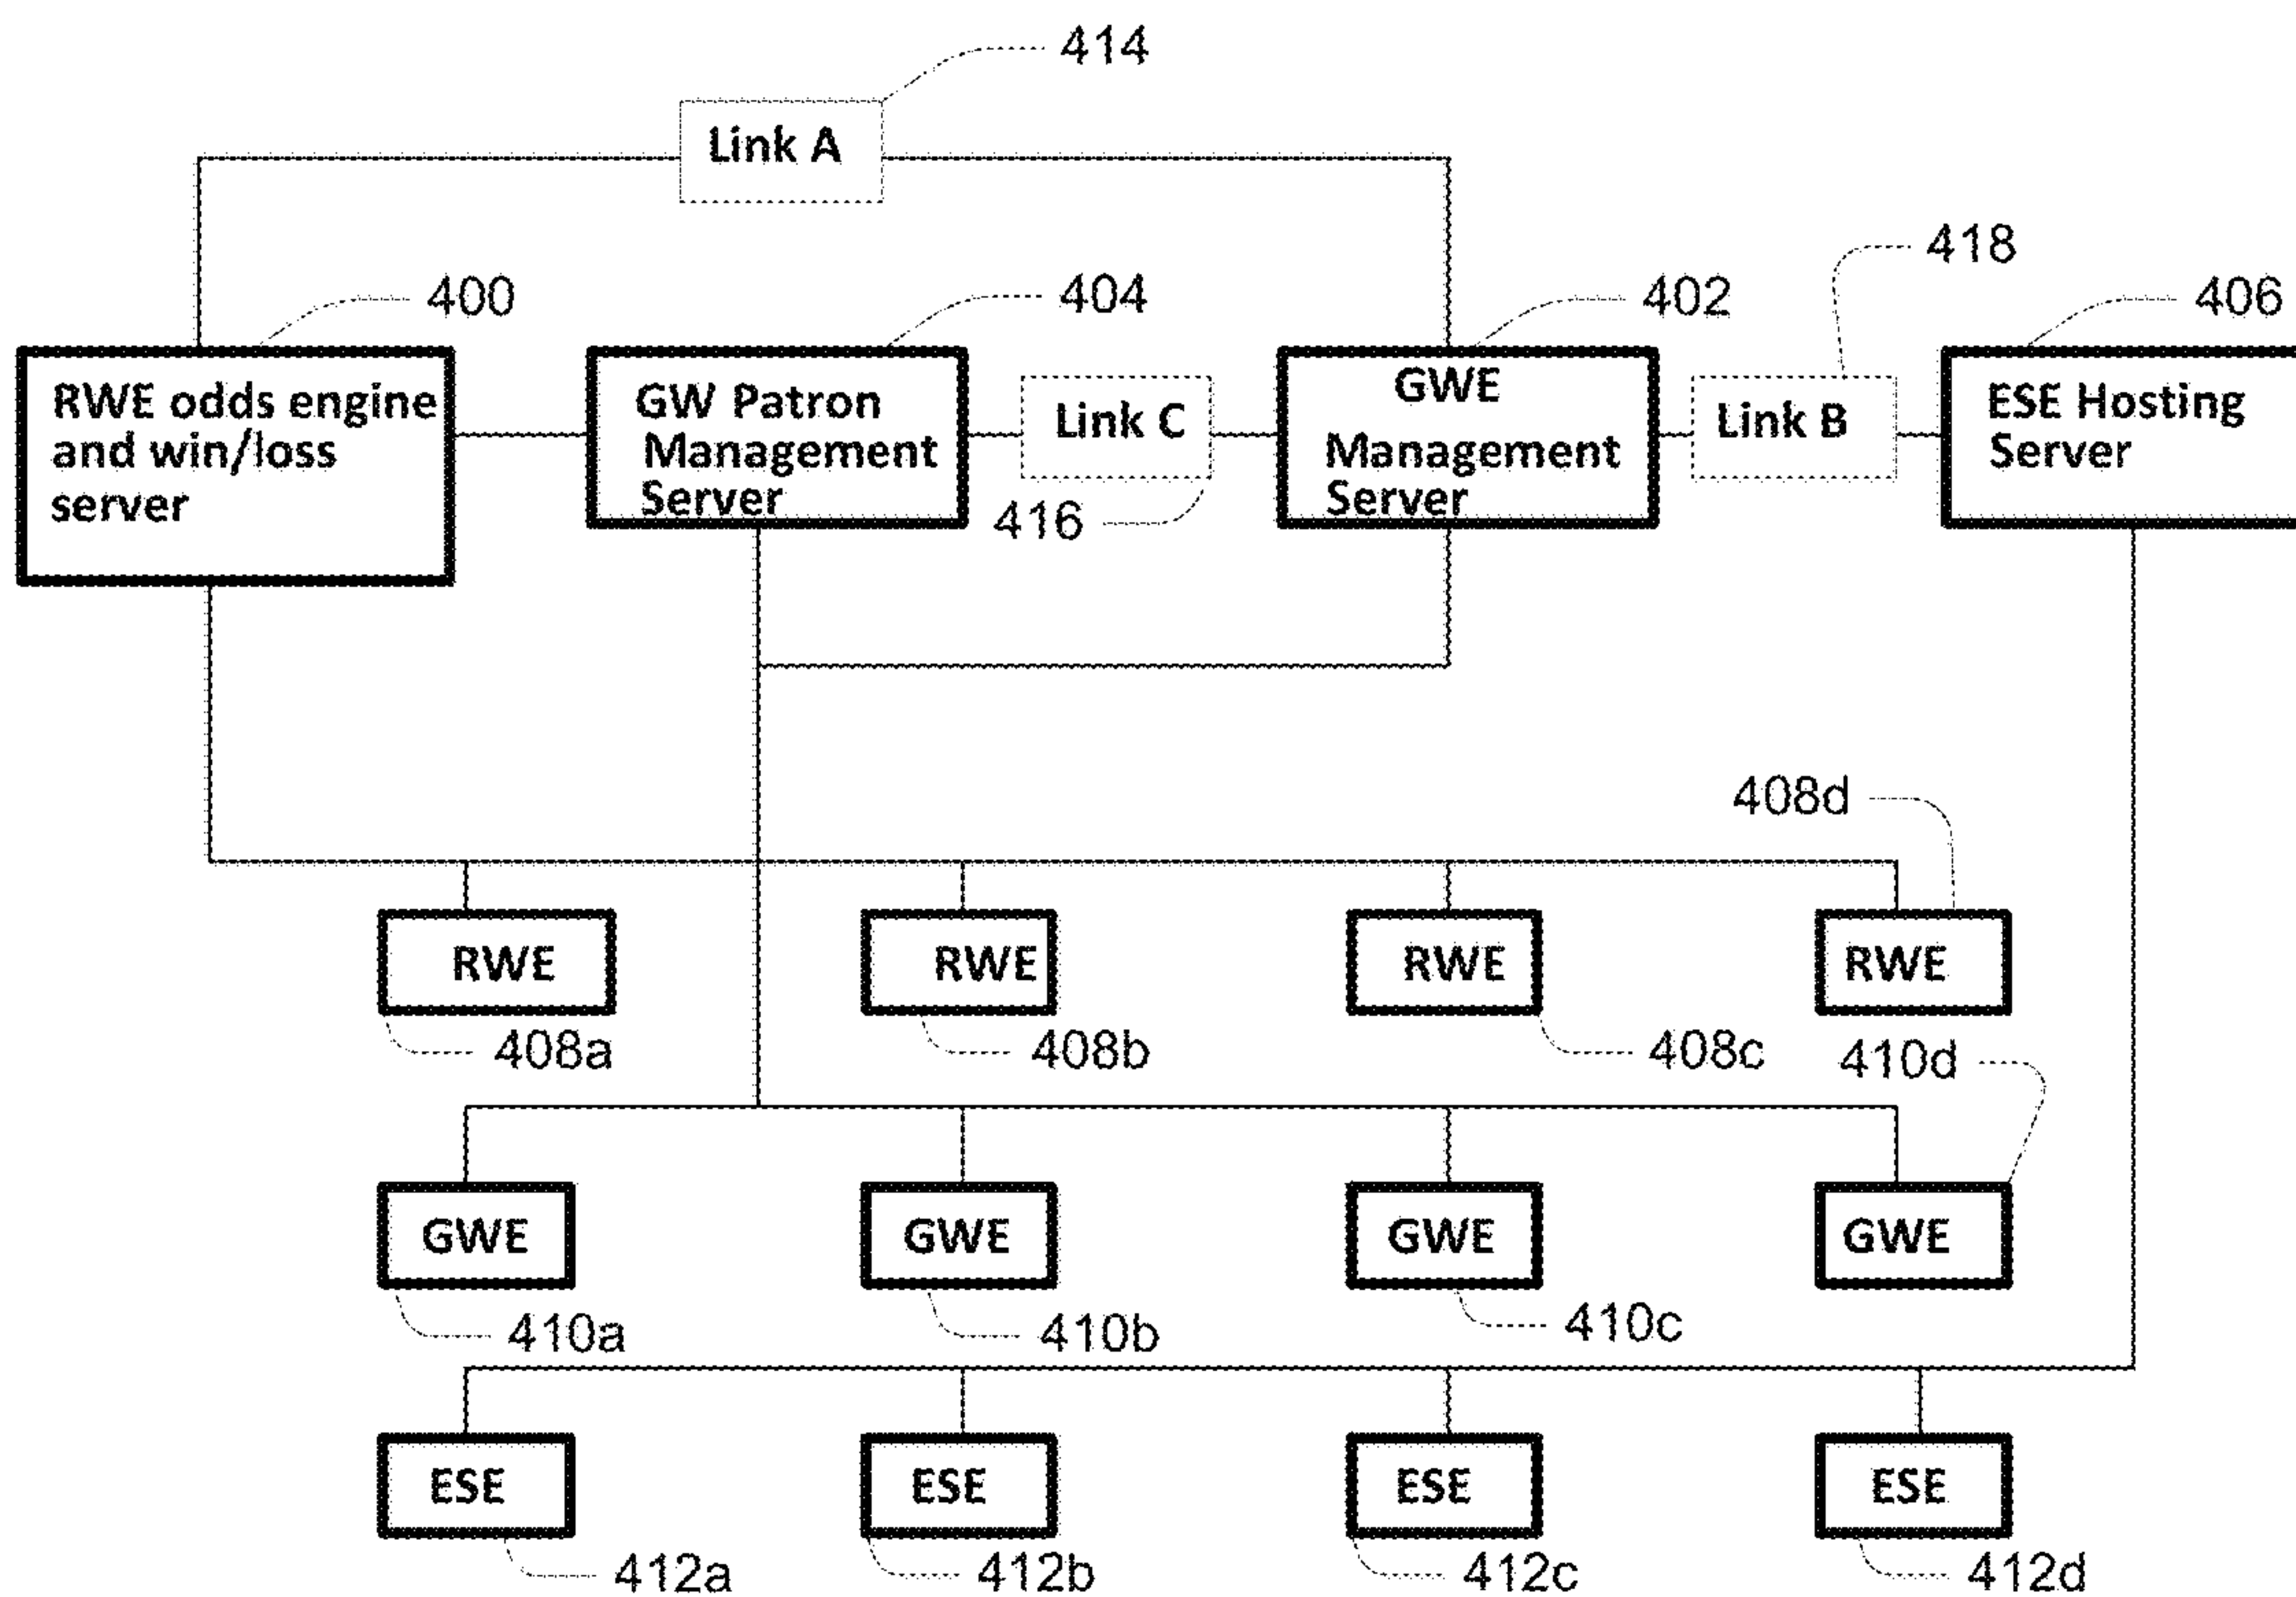 414
Link A
418
400
404
402
406
RWE odds engine
and win/loss
server
GW Patron
Management
Server
Link C
416
GWE
Management
Server
Link B
ESE Hosting
Server
408d
RWE
RWE
RWE
RWE
408a
408b
408c
410d
GWE
GWE
GWE
GWE
410a
410b
410c
ESE
ESE
ESE
ESE
412a
412b
412c
412d